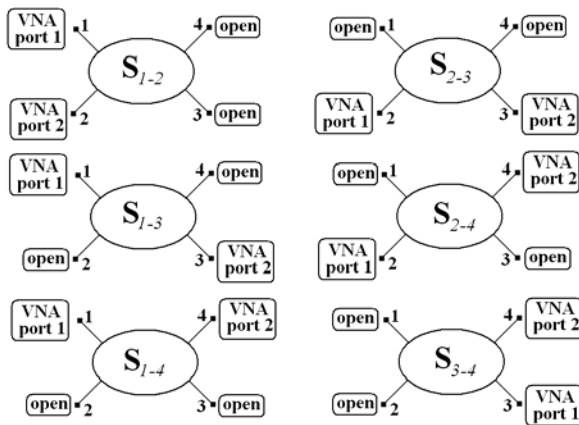 VNA
port 1
1
4
open
S1-2
VNA
port 2
2
3
open
open
1
4
open
S2-3
VNA
port 1
2
3
VNA
port 2
VNA
port 1
1
4
open
S1-3
open
2
3
VNA
port 2
open
1
4
VNA
port 2
S2-4
VNA
port 1
2
3
open
VNA
port 1
1
4
VNA
port 2
S1-4
open
2
3
open
open
1
4
VNA
port 2
S3-4
open
2
3
VNA
port 1